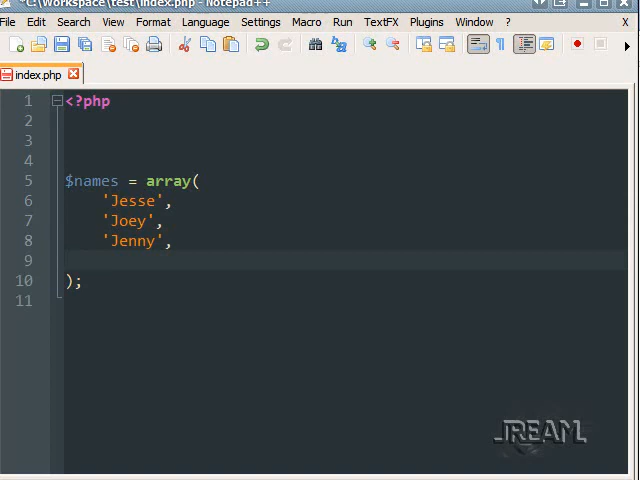 *C:\Workspace\test\index.php - Notepad++
File Edit Search View Format Language Settings Macro Run TextFX Plugins Window ? X
index.php
1 <?php
2
3
4
5 $names = array(
6 'Jesse',
7 'Joey',
8 'Jenny',
9
10 );
11
JREAM